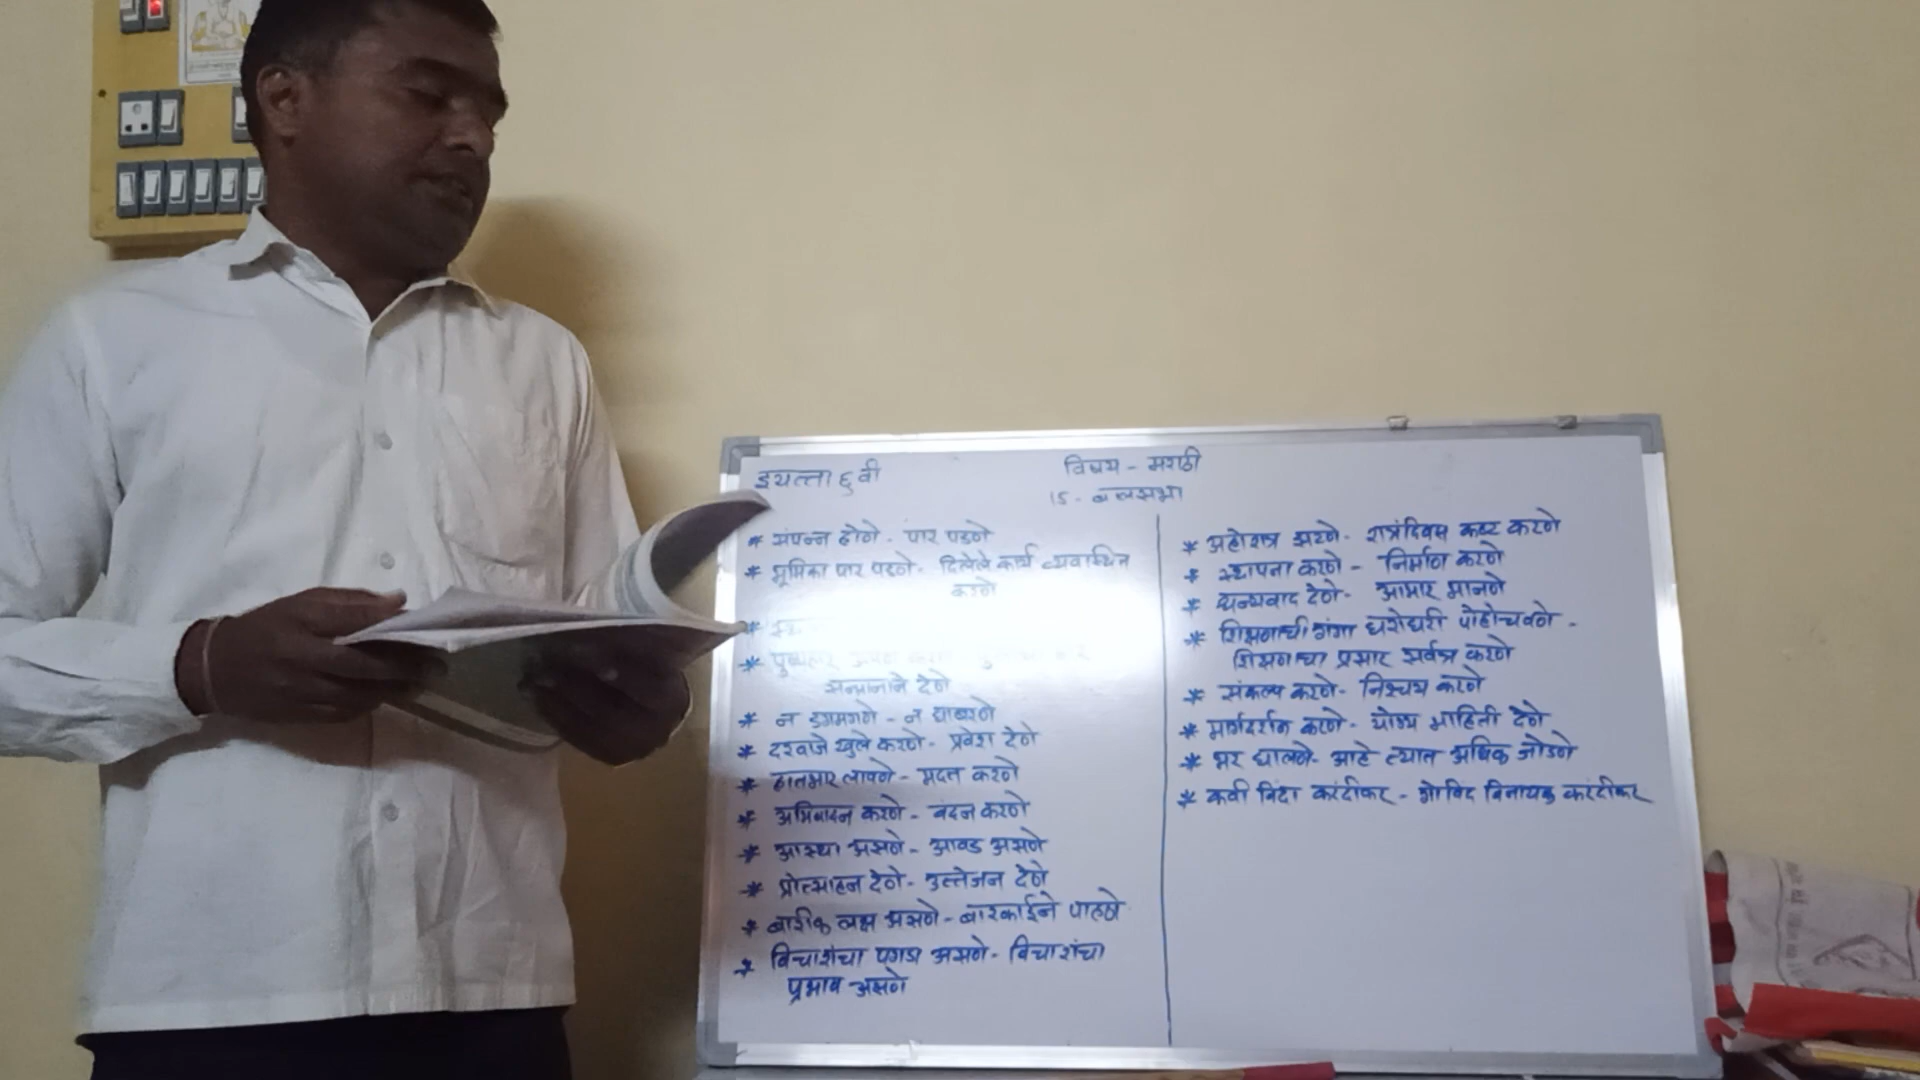 इयत्ता ६ वी
विषय - मराठी
15 - बालसभा
* संपन्न होणे - पार पडणे
* भूमिका पार पडणे - दिलेले कार्य व्यवस्थित
करणे
*
* पुष्पहार
सन्मानाने देणे
* न डगमगणे - न घाबरणे
* दरवाजे खुले करणे - प्रवेश देणे
* हातभार लावणे - मदत करणे
* अभिवादन करणे - वंदन करणे
* आस्था असणे - आवड असणे
* प्रोत्साहन देणे - उत्तेजन देणे
* बारीक लक्ष असणे - बारकाईने पाहणे
* विचारांचा पगडा असणे - विचारांचा
प्रभाव असणे
* अहोरात्र झटणे - रात्रंदिवस कष्ट करणे
* स्थापना करणे - निर्माण करणे
* धन्यवाद देणे - आभार मानणे
* शिक्षणाची गंगा घरोघरी पोहोचवणे -
शिक्षणाचा प्रसार सर्वत्र करणे
* संकल्प करणे - निश्चय करणे
* मार्गदर्शन करणे - योग्य माहिती देणे
* भर घालणे - आहे त्यात अधिक जोडणे
* कवी विंदा करंदीकर - गोविंद विनायक करंदीकर